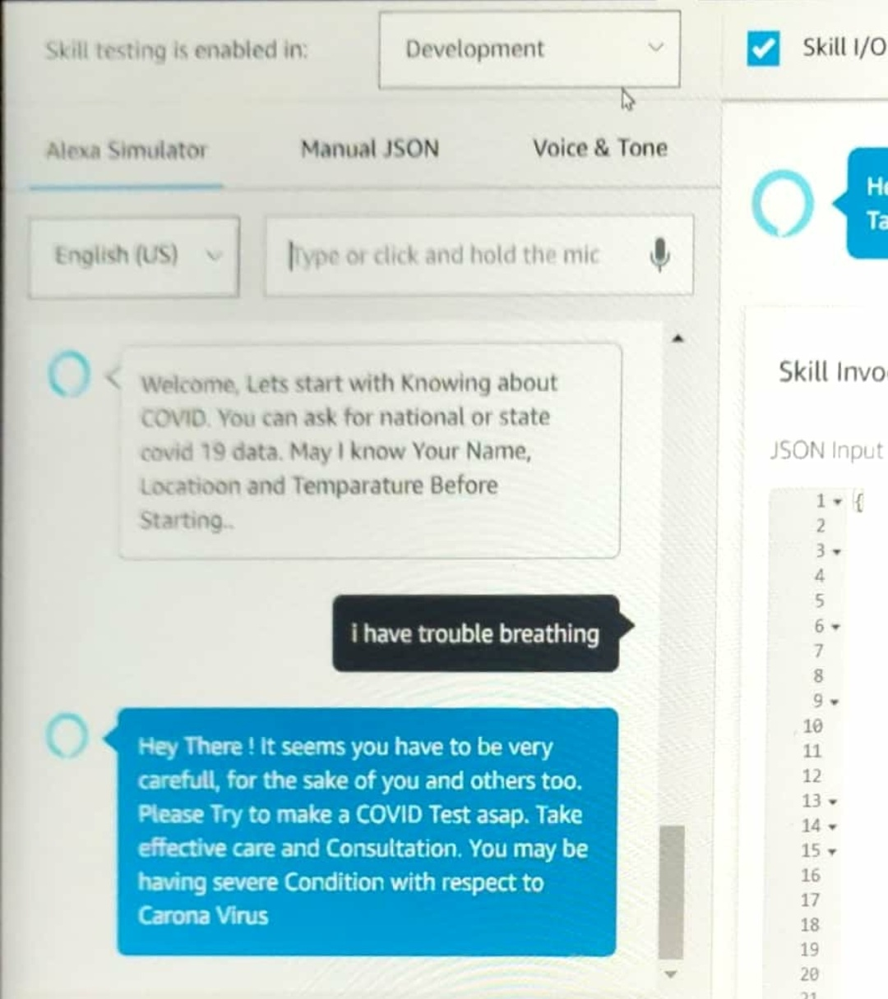 Skill testing is enabled in:
Development
Skill I/O
Alexa Simulator
Manual JSON
Voice & Tone
English (US)
Type or click and hold the mic
Welcome, Lets start with Knowing about
COVID. You can ask for national or state
covid 19 data. May I know Your Name,
Locatioon and Temparature Before
Starting..
i have trouble breathing
Hey There ! It seems you have to be very
carefull, for the sake of you and others too.
Please Try to make a COVID Test asap. Take
effective care and Consultation. You may be
having severe Condition with respect to
Carona Virus
He
Ta
Skill Invo
JSON Input
1 {
2
3
4
5
6
7
8
9
10
11
12
13
14
15
16
17
18
19
20
21